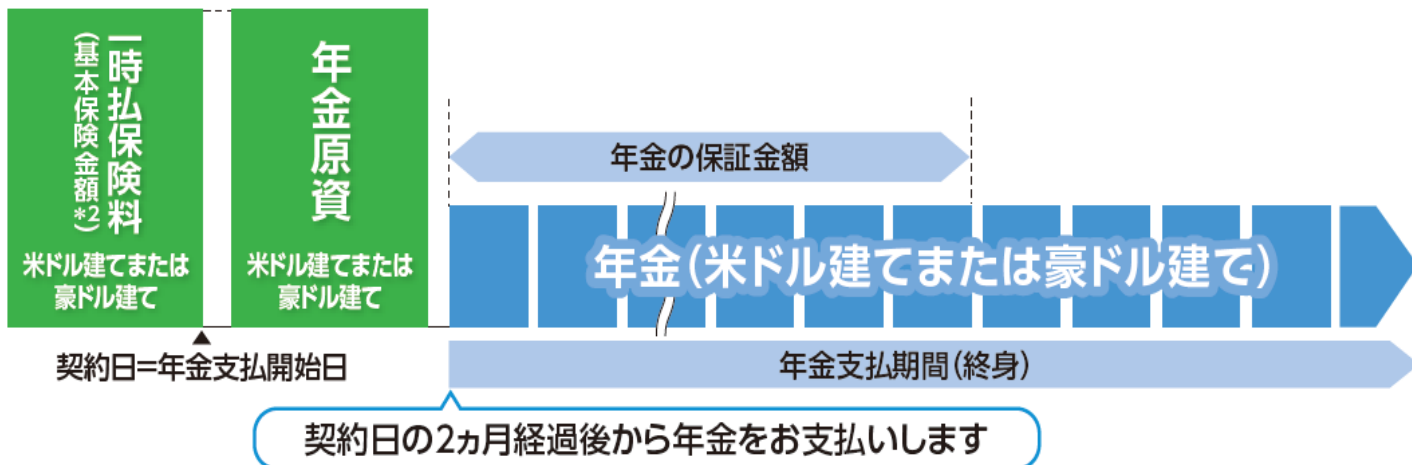 一時払保険料
(基本保険金額*2)
米ドル建てまたは
豪ドル建て
年金原資
米ドル建てまたは
豪ドル建て
年金の保証金額
年金(米ドル建てまたは豪ドル建て)
契約日=年金支払開始日
年金支払期間(終身)
契約日の2ヵ月経過後から年金をお支払いします